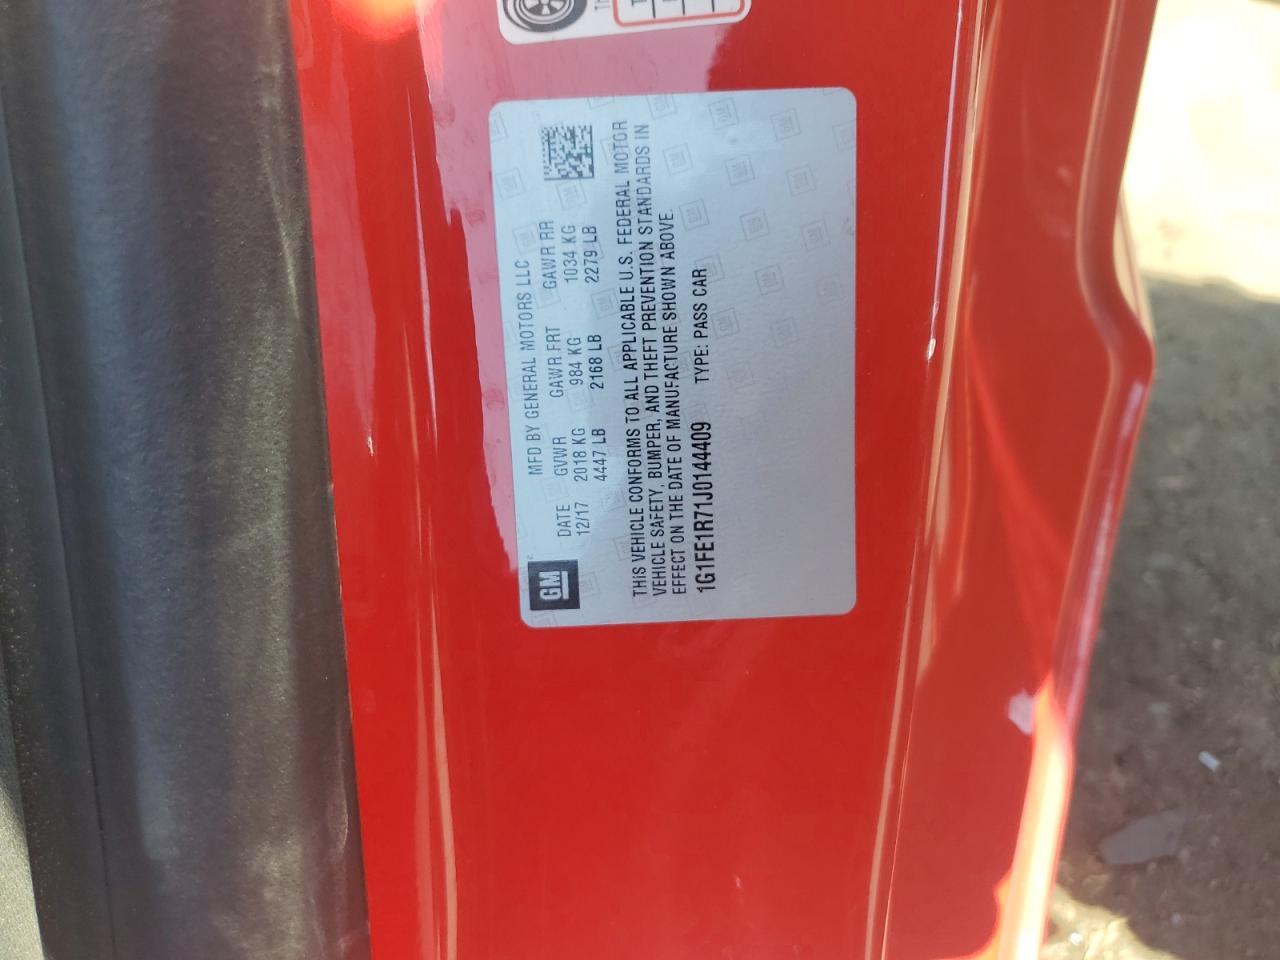 GM
MFD BY GENERAL MOTORS LLC
DATE GVWR GAWR FRT GAWR RR
12/17 2018 KG 984 KG 1034 KG
4447 LB 2168 LB 2279 LB
THIS VEHICLE CONFORMS TO ALL APPLICABLE U.S. FEDERAL MOTOR
VEHICLE SAFETY, BUMPER, AND THEFT PREVENTION STANDARDS IN
EFFECT ON THE DATE OF MANUFACTURE SHOWN ABOVE.
1G1FE1R71J0144409 TYPE: PASS CAR